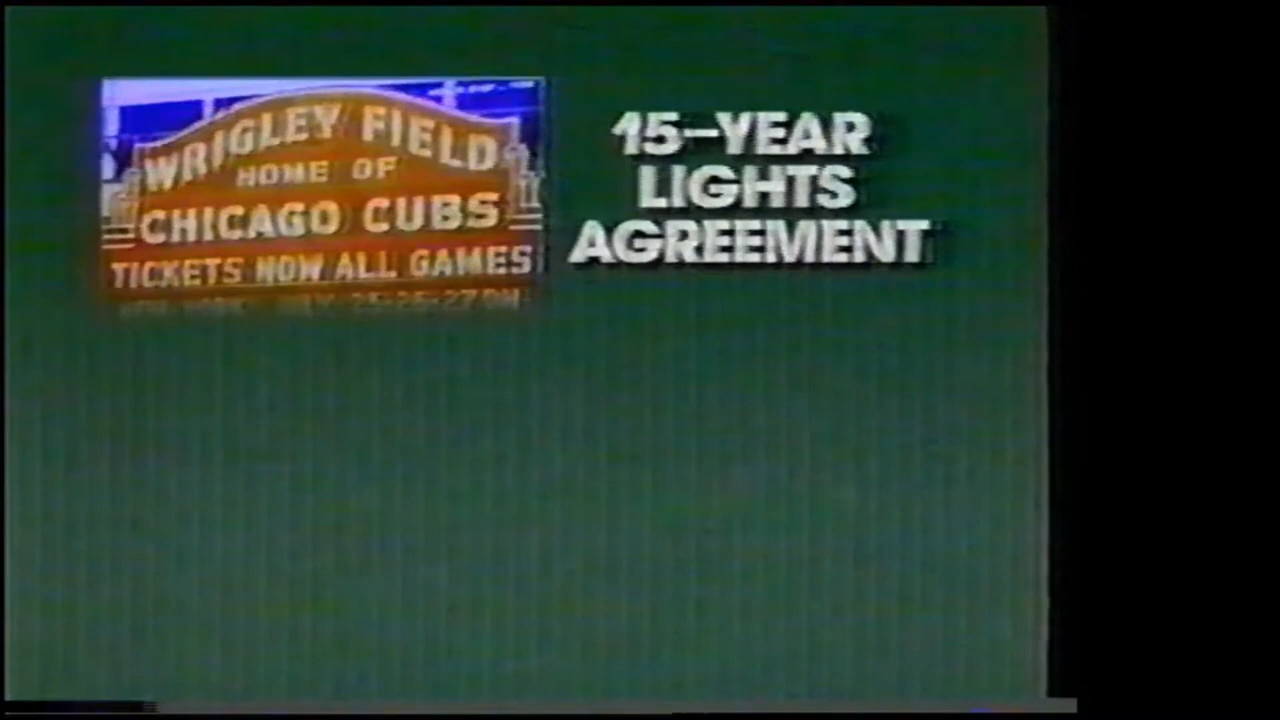 WRIGLEY FIELD
HOME OF
CHICAGO CUBS
TICKETS NOW ALL GAMES
15-YEAR
LIGHTS
AGREEMENT